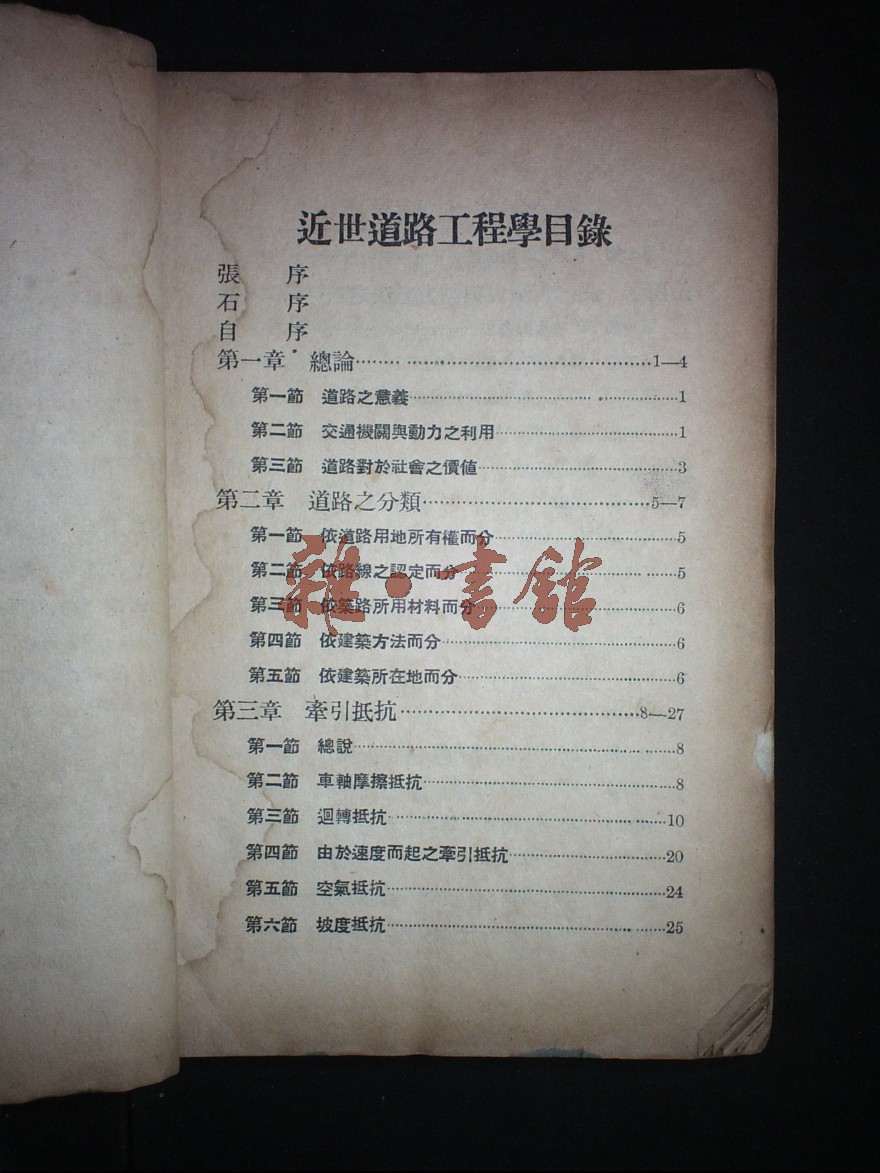 近世道路工程學目錄
張 序
石 序
自 序
第一章 總論 1—4
第一節 道路之意義 1
第二節 交通機關與動力之利用 1
第三節 道路對於社會之價値 3
第二章 道路之分類 5—7
第一節 依道路用地所有權而分 5
第二節 依路線之認定而分 5
第三節 依築路所用材料而分 6
第四節 依建築方法而分 6
第五節 依建築所在地而分 6
雜·書館
第三章 牽引抵抗 8—27
第一節 總說 8
第二節 車軸摩擦抵抗 8
第三節 迴轉抵抗 10
第四節 由於速度而起之牽引抵抗 20
第五節 空氣抵抗 24
第六節 坡度抵抗 25